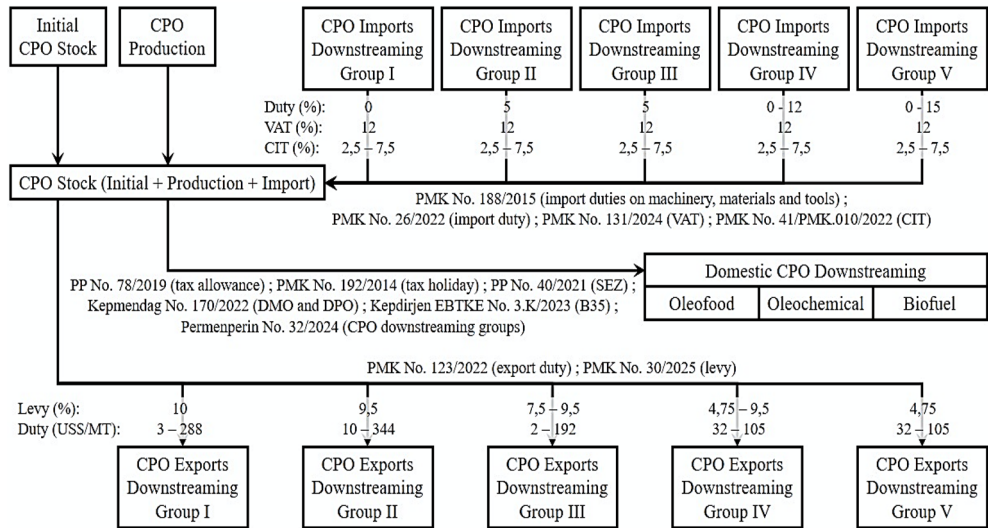 Initial
CPO Stock
CPO
Production
CPO Imports
Downstreaming
Group I
CPO Imports
Downstreaming
Group II
CPO Imports
Downstreaming
Group III
CPO Imports
Downstreaming
Group IV
CPO Imports
Downstreaming
Group V
Duty (%): 0 5 5 0 - 12 0 - 15
VAT (%): 12 12 12 12 12
CIT (%): 2,5 – 7,5 2,5 – 7,5 2,5 – 7,5 2,5 – 7,5 2,5 – 7,5
CPO Stock (Initial + Production + Import)
PMK No. 188/2015 (import duties on machinery, materials and tools) ;
PMK No. 26/2022 (import duty) ; PMK No. 131/2024 (VAT) ; PMK No. 41/PMK.010/2022 (CIT)
Domestic CPO Downstreaming
Oleofood Oleochemical Biofuel
PP No. 78/2019 (tax allowance) ; PMK No. 192/2014 (tax holiday) ; PP No. 40/2021 (SEZ) ;
Kepmendag No. 170/2022 (DMO and DPO) ; Kepdirjen EBTKE No. 3.K/2023 (B35) ;
Permenperin No. 32/2024 (CPO downstreaming groups)
PMK No. 123/2022 (export duty) ; PMK No. 30/2025 (levy)
Levy (%): 10 9,5 7,5 – 9,5 4,75 – 9,5 4,75
Duty (US$/MT): 3 – 288 10 – 344 2 – 192 32 – 105 32 – 105
CPO Exports
Downstreaming
Group I
CPO Exports
Downstreaming
Group II
CPO Exports
Downstreaming
Group III
CPO Exports
Downstreaming
Group IV
CPO Exports
Downstreaming
Group V